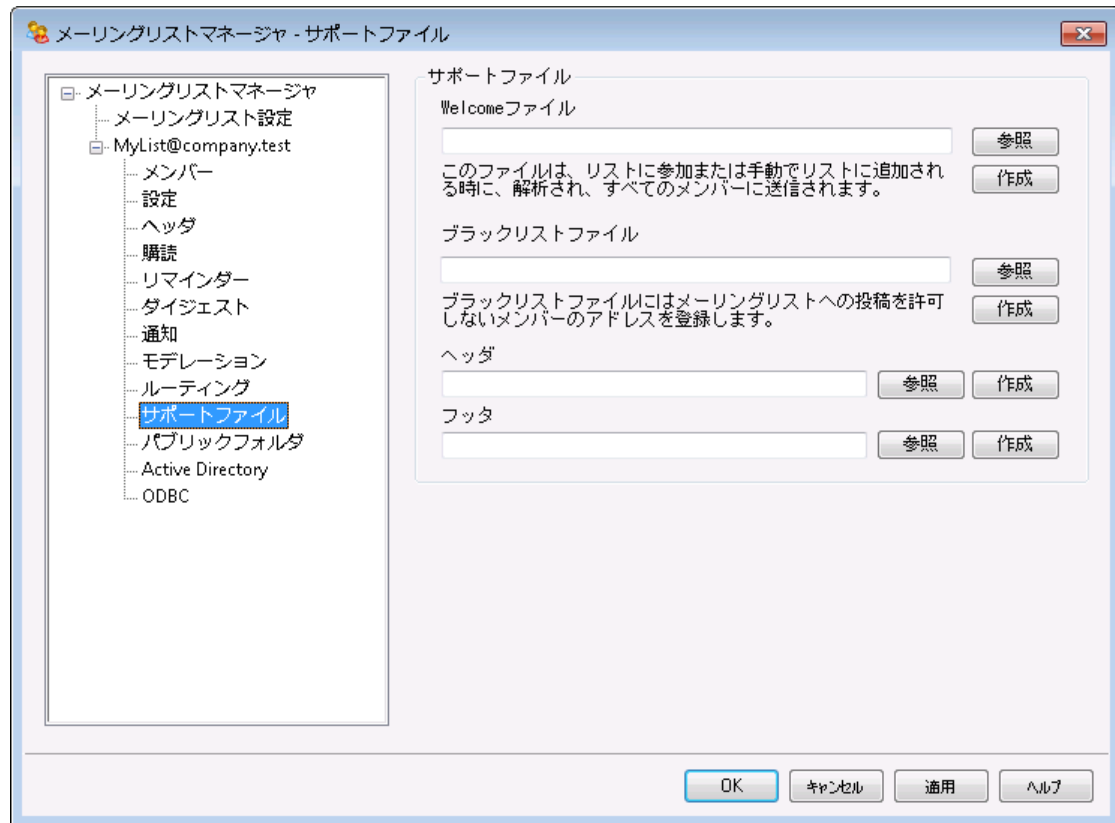 メーリングリストマネージャ - サポートファイル
メーリングリストマネージャ
メーリングリスト設定
MyList@company.test
メンバー
設定
ヘッダ
購読
リマインダー
ダイジェスト
通知
モデレーション
ルーティング
サポートファイル
パブリックフォルダ
Active Directory
ODBC
サポートファイル
Welcomeファイル
参照
このファイルは、リストに参加または手動でリストに追加され
る時に、解析され、すべてのメンバーに送信されます。
作成
ブラックリストファイル
参照
ブラックリストファイルにはメーリングリストへの投稿を許可
しないメンバーのアドレスを登録します。
作成
ヘッダ
参照 作成
フッタ
参照 作成
OK キャンセル 適用 ヘルプ